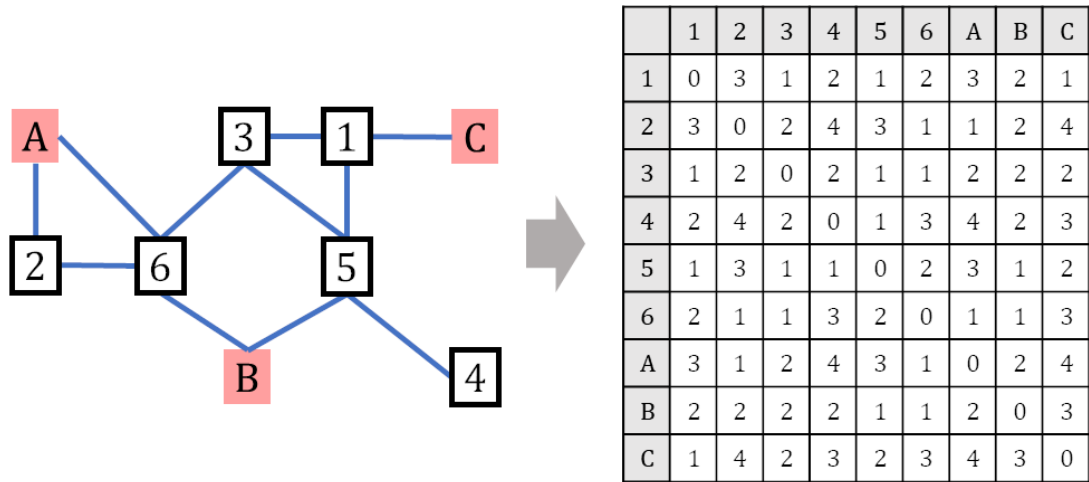 A 3 1 C
2 6 5
B 4
1 2 3 4 5 6 A B C
1 0 3 1 2 1 2 3 2 1
2 3 0 2 4 3 1 1 2 4
3 1 2 0 2 1 1 2 2 2
4 2 4 2 0 1 3 4 2 3
5 1 3 1 1 0 2 3 1 2
6 2 1 1 3 2 0 1 1 3
A 3 1 2 4 3 1 0 2 4
B 2 2 2 2 1 1 2 0 3
C 1 4 2 3 2 3 4 3 0